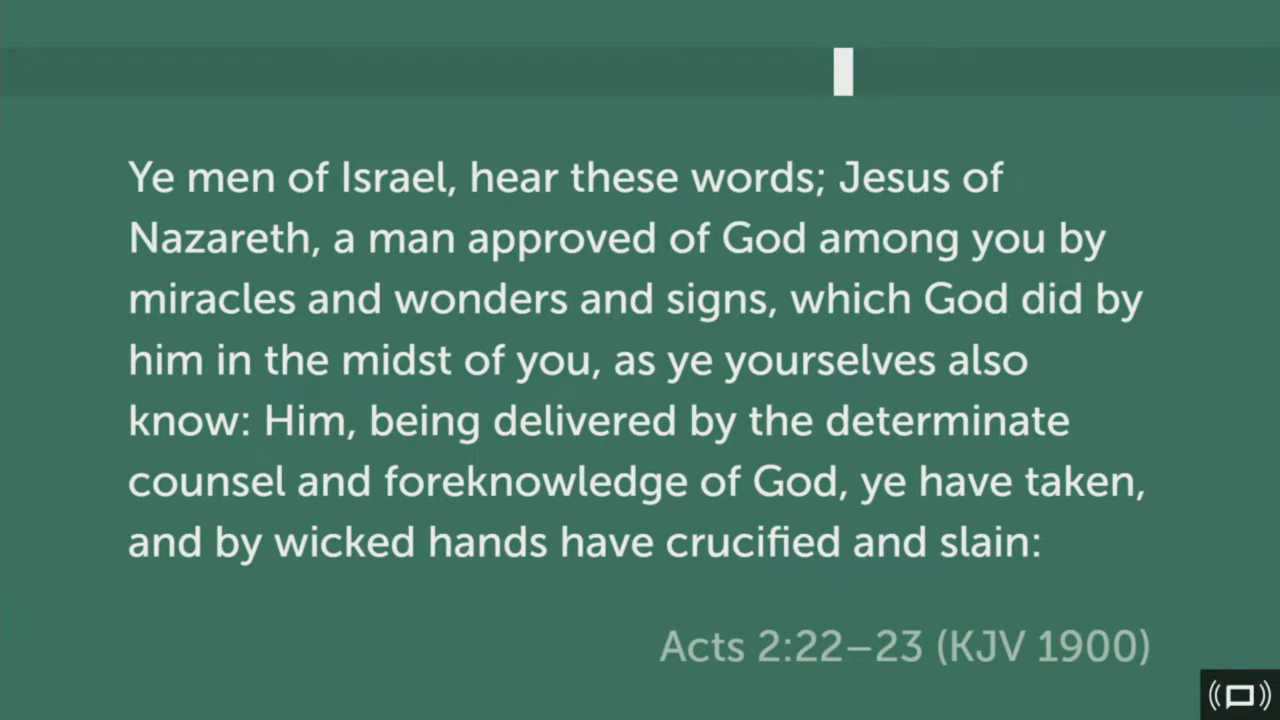 Ye men of Israel, hear these words; Jesus of
Nazareth, a man approved of God among you by
miracles and wonders and signs, which God did by
him in the midst of you, as ye yourselves also
know: Him, being delivered by the determinate
counsel and foreknowledge of God, ye have taken,
and by wicked hands have crucified and slain:
Acts 2:22–23 (KJV 1900)